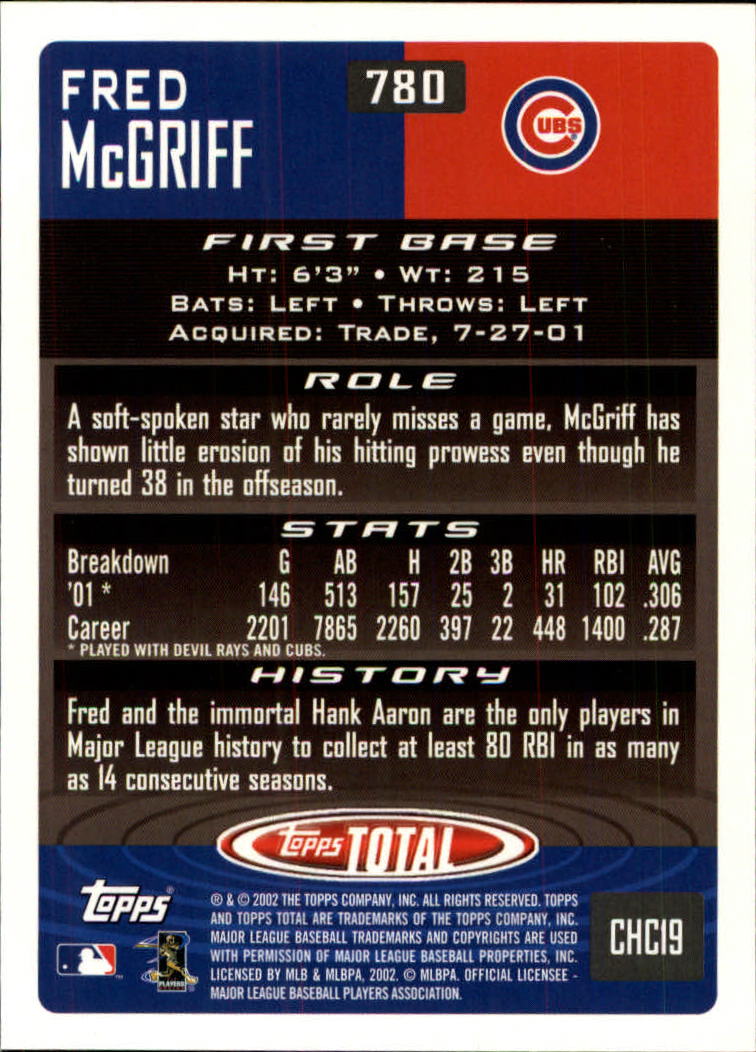 FRED
McGRIFF
780
CUBS
®
FIRST BASE
HT: 6'3" • WT: 215
BATS: LEFT • THROWS: LEFT
ACQUIRED: TRADE, 7-27-01
ROLE
A soft-spoken star who rarely misses a game, McGriff has
shown little erosion of his hitting prowess even though he
turned 38 in the offseason.
STATS
Breakdown G AB H 2B 3B HR RBI AVG
'01 * 146 513 157 25 2 31 102 .306
Career 2201 7865 2260 397 22 448 1400 .287
* PLAYED WITH DEVIL RAYS AND CUBS.
HISTORY
Fred and the immortal Hank Aaron are the only players in
Major League history to collect at least 80 RBI in as many
as 14 consecutive seasons.
Topps TOTAL
Topps®
® & © 2002 THE TOPPS COMPANY, INC. ALL RIGHTS RESERVED. TOPPS
AND TOPPS TOTAL ARE TRADEMARKS OF THE TOPPS COMPANY, INC.
MAJOR LEAGUE BASEBALL TRADEMARKS AND COPYRIGHTS ARE USED
WITH PERMISSION OF MAJOR LEAGUE BASEBALL PROPERTIES, INC.
LICENSED BY MLB & MLBPA, 2002. © MLBPA. OFFICIAL LICENSEE -
MAJOR LEAGUE BASEBALL PLAYERS ASSOCIATION.
PLAYERS
CHC19